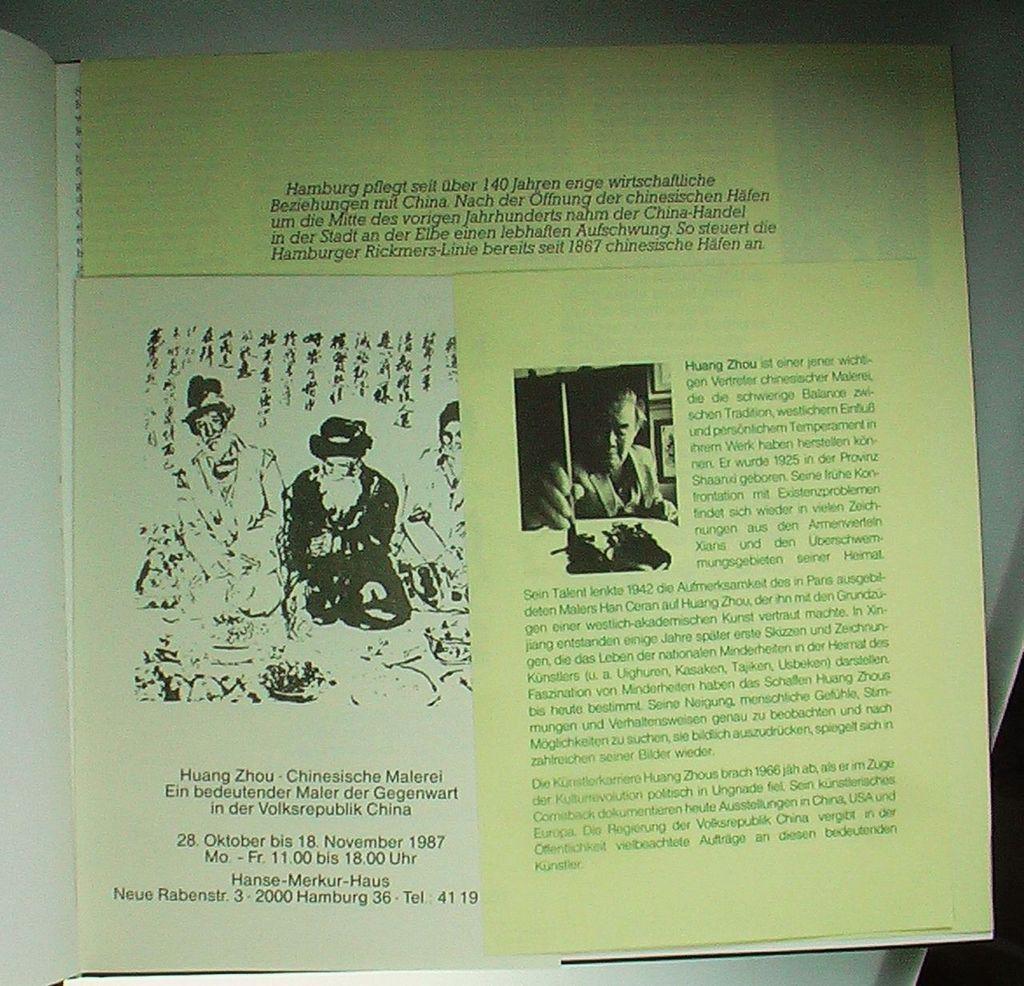 Hamburg pflegt seit über 140 Jahren enge wirtschaftliche
Beziehungen mit China. Nach der Öffnung der chinesischen Häfen
um die Mitte des vorigen Jahrhunderts nahm der China-Handel
in der Stadt an der Elbe einen lebhaften Aufschwung. So steuert die
Hamburger Rickmers-Linie bereits seit 1867 chinesische Häfen an.
Huang Zhou · Chinesische Malerei
Ein bedeutender Maler der Gegenwart
in der Volksrepublik China
28. Oktober bis 18. November 1987
Mo. - Fr. 11.00 bis 18.00 Uhr
Hanse-Merkur-Haus
Neue Rabenstr. 3 · 2000 Hamburg 36 · Tel.: 41 19
Huang Zhou ist einer jener wichti-
gen Vertreter chinesischer Malerei,
die die schwierige Balance zwi-
schen Tradition, westlichem Einfluß
und persönlichem Temperament in
ihrem Werk haben herstellen kön-
nen. Er wurde 1925 in der Provinz
Shaanxi geboren. Seine frühe Kon-
frontation mit Existenzproblemen
findet sich wieder in vielen Zeich-
nungen aus den Armenvierteln
Xians und den Überschwem-
mungsgebieten seiner Heimat.
Sein Talent lenkte 1942 die Aufmerksamkeit des in Paris ausgebil-
deten Malers Han Ceran auf Huang Zhou, der ihn mit den Grundzü-
gen einer westlich-akademischen Kunst vertraut machte. In Xin-
jiang entstanden einige Jahre später erste Skizzen und Zeichnun-
gen, die das Leben der nationalen Minderheiten in der Heimat des
Künstlers (u. a. Uighuren, Kasaken, Tajiken, Usbeken) darstellen.
Faszination von Minderheiten haben das Schaffen Huang Zhous
bis heute bestimmt. Seine Neigung, menschliche Gefühle, Stim-
mungen und Verhaltensweisen genau zu beobachten und nach
Möglichkeiten zu suchen, sie bildlich auszudrücken, spiegelt sich in
zahlreichen seiner Bilder wieder.
Die Künstlerkarriere Huang Zhous brach 1966 jäh ab, als er im Zuge
der Kulturrevolution politisch in Ungnade fiel. Sein künstlerisches
Comeback dokumentieren heute Ausstellungen in China, USA und
Europa. Die Regierung der Volksrepublik China vergibt in der
Öffentlichkeit vielbeachtete Aufträge an diesen bedeutenden
Künstler.